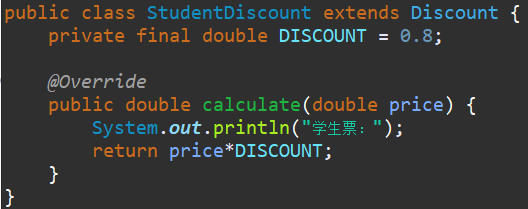 public class StudentDiscount extends Discount {
    private final double DISCOUNT = 0.8;
    @Override
    public double calculate(double price) {
        System.out.println("学生票：");
        return price*DISCOUNT;
    }
}